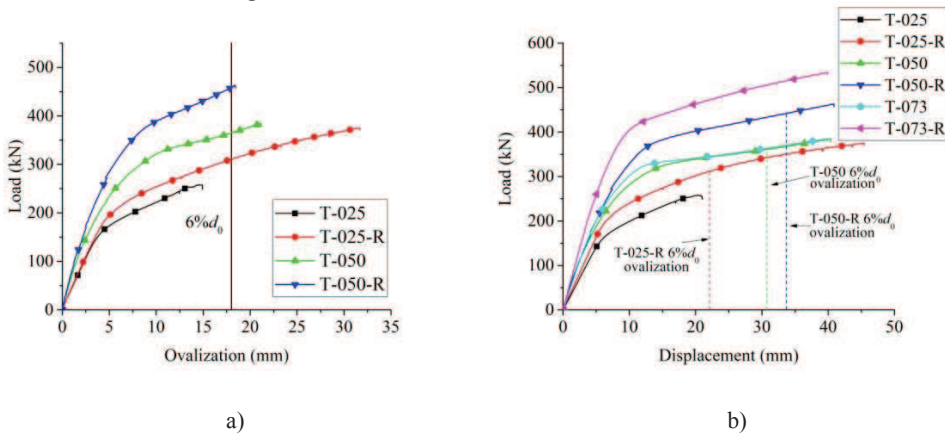 500
400
300
200
100
0
Load (kN)
0 5 10 15 20 25 30 35
Ovalization (mm)
6%d0
T-025
T-025-R
T-050
T-050-R
a)
600
500
400
300
200
100
0
Load (kN)
0 10 20 30 40 50
Displacement (mm)
T-025
T-025-R
T-050
T-050-R
T-073
T-073-R
T-050 6%d0
ovalization
T-050-R 6%d0
ovalization
T-025-R 6%d0
ovalization
b)